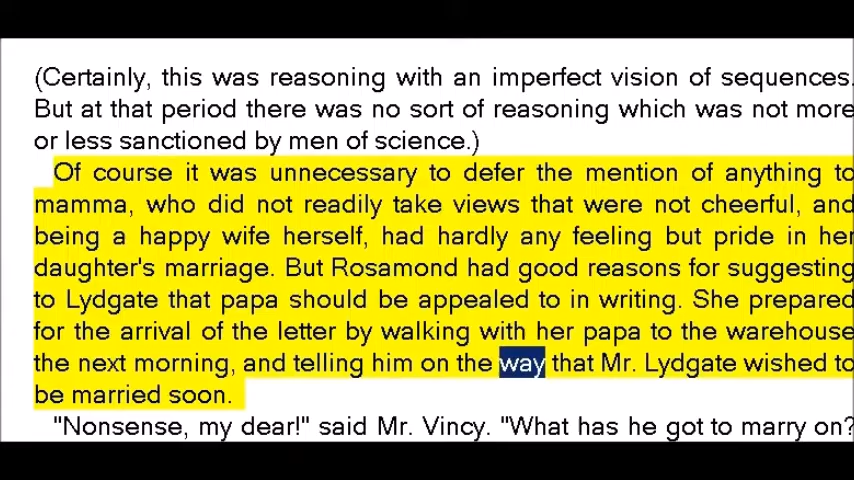 (Certainly, this was reasoning with an imperfect vision of sequences.
But at that period there was no sort of reasoning which was not more
or less sanctioned by men of science.)
Of course it was unnecessary to defer the mention of anything to
mamma, who did not readily take views that were not cheerful, and
being a happy wife herself, had hardly any feeling but pride in her
daughter's marriage. But Rosamond had good reasons for suggesting
to Lydgate that papa should be appealed to in writing. She prepared
for the arrival of the letter by walking with her papa to the warehouse
the next morning, and telling him on the way that Mr. Lydgate wished to
be married soon.
"Nonsense, my dear!" said Mr. Vincy. "What has he got to marry on?